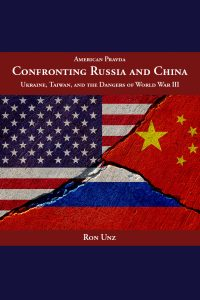 American Pravda
Confronting Russia and China
Ukraine, Taiwan, and the Dangers of World War III
Ron Unz